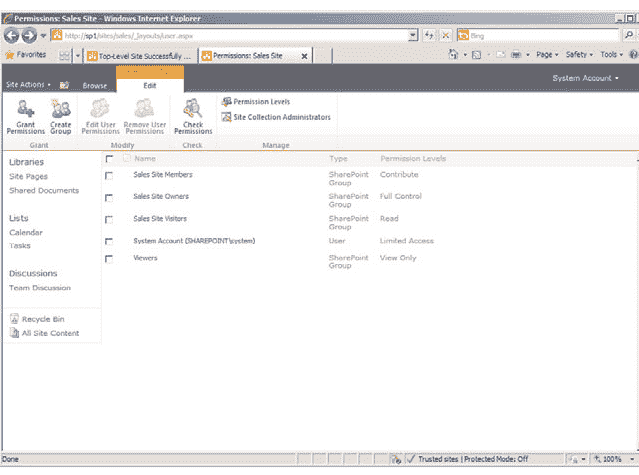 Permissions: Sales Site - Windows Internet Explorer
http://sp1/sites/sales/_layouts/user.aspx
Bing
Favorites
Top-Level Site Successfully ...
Permissions: Sales Site
Page
Safety
Tools
System Account
Site Actions
Browse
Edit
Grant Permissions
Create Group
Edit User Permissions
Remove User Permissions
Check Permissions
Permission Levels
Site Collection Administrators
Grant
Modify
Check
Manage
Libraries
Site Pages
Shared Documents
Lists
Calendar
Tasks
Discussions
Team Discussion
Recycle Bin
All Site Content
Name Type Permission Levels
Sales Site Members SharePoint Group Contribute
Sales Site Owners SharePoint Group Full Control
Sales Site Visitors SharePoint Group Read
System Account (SHAREPOINT\system) User Limited Access
Viewers SharePoint Group View Only
Done
Trusted sites | Protected Mode: Off
100%